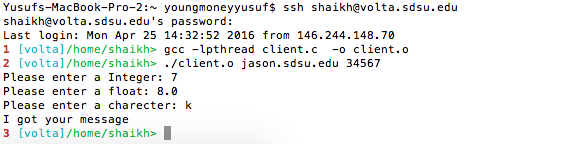 Yusufs-MacBook-Pro-2:~ youngmoneyyusuf$ ssh shaikh@volta.sdsu.edu
shaikh@volta.sdsu.edu's password:
Last login: Mon Apr 25 14:32:52 2016 from 146.244.148.70
1 [volta]/home/shaikh> gcc -lpthread client.c  -o client.o
2 [volta]/home/shaikh> ./client.o jason.sdsu.edu 34567
Please enter a Integer: 7
Please enter a float: 8.0
Please enter a charecter: k
I got your message
3 [volta]/home/shaikh>